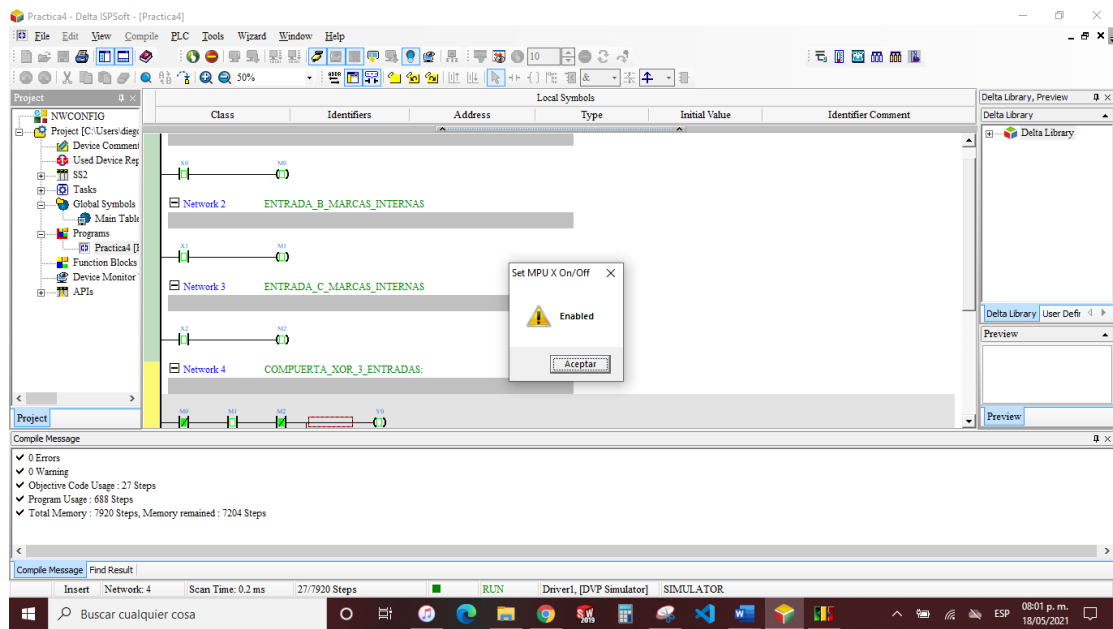 Practica4 - Delta ISPSoft - [Practica4]
File Edit View Compile PLC Tools Wizard Window Help
10
50%
&
Project
NWCONFIG
Project [C:\Users\diego
Device Comment
Used Device Rep
SS2
Tasks
Global Symbols
Main Table
Programs
Practica4 [P
Function Blocks
Device Monitor
APIs
Project
Local Symbols
Class Identifiers Address Type Initial Value Identifier Comment
X0 M0
Network 2 ENTRADA_B_MARCAS_INTERNAS
X1 M1
Network 3 ENTRADA_C_MARCAS_INTERNAS
X2 M2
Network 4 COMPUERTA_XOR_3_ENTRADAS:
M0 M1 M2 Y0
Set MPU X On/Off
Enabled
Aceptar
Delta Library, Preview
Delta Library
Delta Library
Delta Library User Defir
Preview
Preview
Compile Message
0 Errors
0 Warning
Objective Code Usage : 27 Steps
Program Usage : 688 Steps
Total Memory : 7920 Steps, Memory remained : 7204 Steps
Compile Message Find Result
Insert Network: 4 Scan Time: 0.2 ms 27/7920 Steps RUN Driver1, [DVP Simulator] SIMULATOR
Buscar cualquier cosa
SW
2019
ESP
08:01 p. m.
18/05/2021